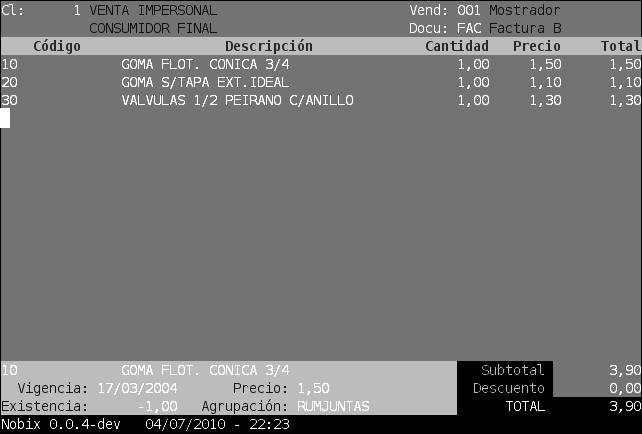 Cl: 1 VENTA IMPERSONAL Vend: 001 Mostrador
CONSUMIDOR FINAL Docu: FAC Factura B
Código Descripción Cantidad Precio Total
10 GOMA FLOT. CONICA 3/4 1,00 1,50 1,50
20 GOMA S/TAPA EXT.IDEAL 1,00 1,10 1,10
30 VALVULAS 1/2 PEIRANO C/ANILLO 1,00 1,30 1,30
10 GOMA FLOT. CONICA 3/4 Subtotal 3,90
Vigencia: 17/03/2004 Precio: 1,50 Descuento 0,00
Existencia: -1,00 Agrupación: RUMJUNTAS TOTAL 3,90
Nobix 0.0.4-dev 04/07/2010 - 22:23